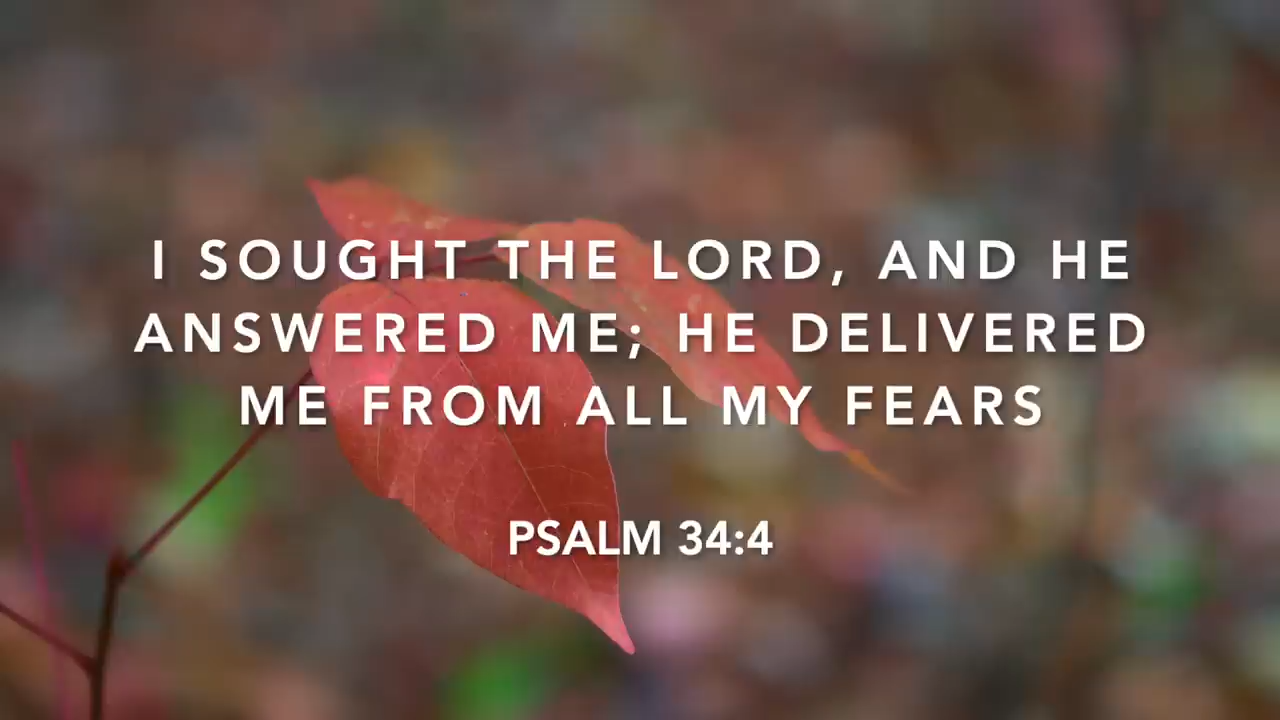 I SOUGHT THE LORD, AND HE
ANSWERED ME; HE DELIVERED
ME FROM ALL MY FEARS
PSALM 34:4